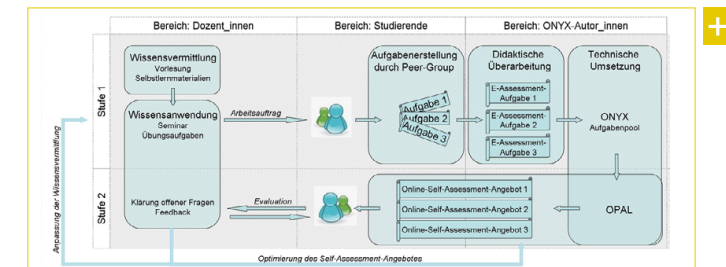 Bereich: Dozent_innen
Bereich: Studierende
Bereich: ONYX-Autor_innen
Stufe 1
Wissensvermittlung
Vorlesung
Selbstlernmaterialien
Wissensanwendung
Seminar
Übungsaufgaben
Arbeitsauftrag
Aufgabenerstellung
durch Peer-Group
Aufgabe 1
Aufgabe 2
Aufgabe 3
Didaktische
Überarbeitung
E-Assessment-
Aufgabe 1
E-Assessment-
Aufgabe 2
E-Assessment-
Aufgabe 3
Technische
Umsetzung
ONYX
Aufgabenpool
Anpassung der Wissensvermittlung
Stufe 2
Klärung offener Fragen
Feedback
Evaluation
Online-Self-Assessment-Angebot 1
Online-Self-Assessment-Angebot 2
Online-Self-Assessment-Angebot 3
OPAL
Optimierung des Self-Assessment-Angebotes
+